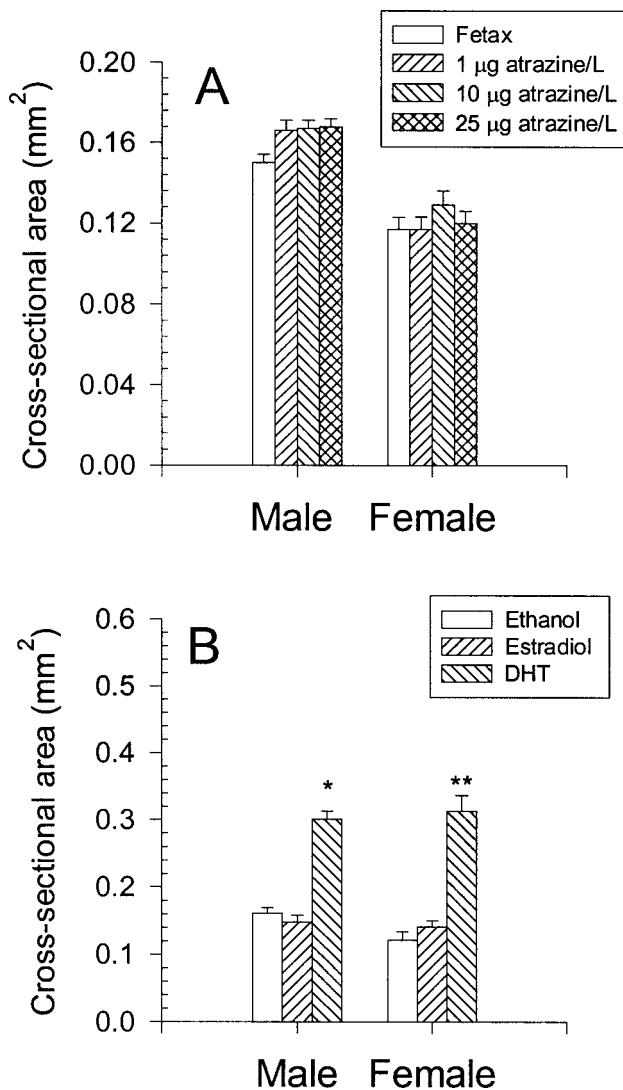 Fetax
1 µg atrazine/L
10 µg atrazine/L
25 µg atrazine/L
A
Cross-sectional area (mm²)
0.20
0.16
0.12
0.08
0.04
0.00
Male Female
Ethanol
Estradiol
DHT
B
Cross-sectional area (mm²)
0.6
0.5
0.4
0.3
0.2
0.1
0.0
* **
Male Female